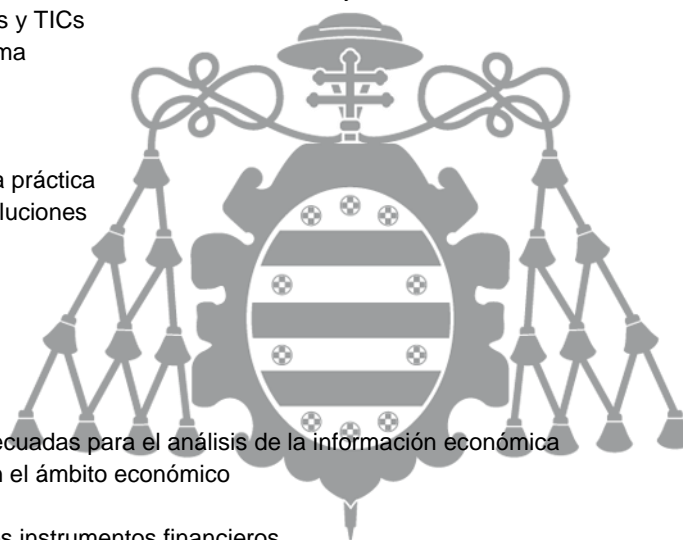 s y TICs
ma
a práctica
luciones
ecuadas para el análisis de la información económica
n el ámbito económico
s instrumentos financieros